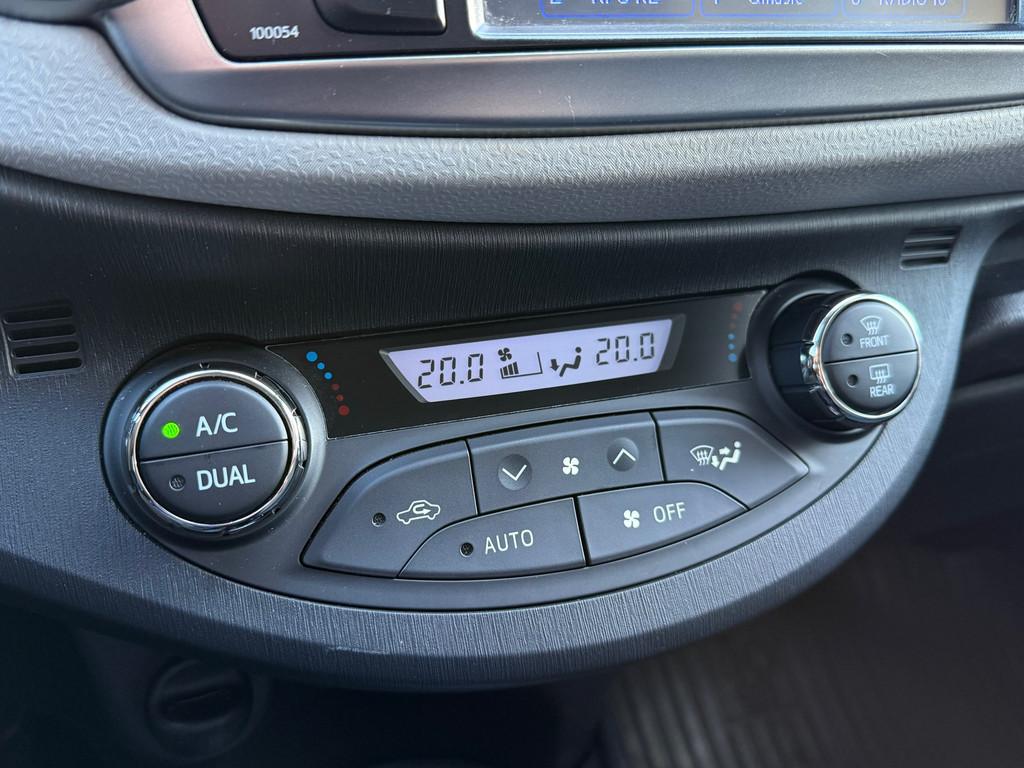 100054
20.0
20.0
FRONT
REAR
A/C
DUAL
AUTO
OFF